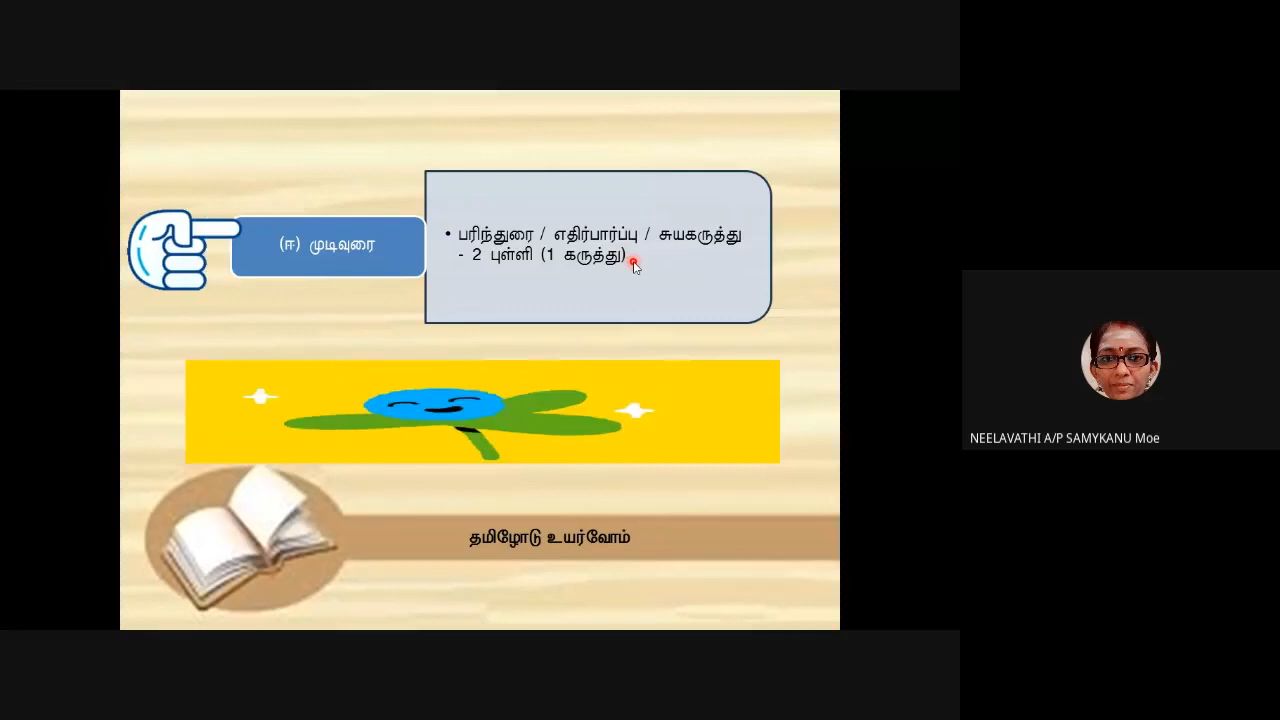 (ஈ) முடிவுரை
• பரிந்துரை / எதிர்பார்ப்பு / சுயகருத்து
- 2 புள்ளி (1 கருத்து)
தமிழோடு உயர்வோம்
NEELAVATHI A/P SAMYKANU Moe